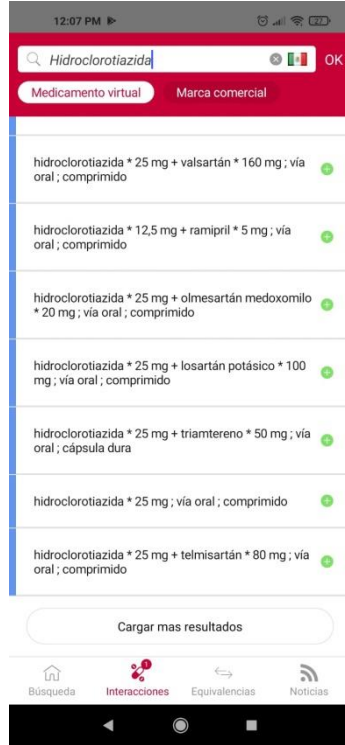 12:07 PM
27
Hidroclorotiazida
OK
Medicamento virtual
Marca comercial
hidroclorotiazida * 25 mg + valsartán * 160 mg ; vía
oral ; comprimido
hidroclorotiazida * 12,5 mg + ramipril * 5 mg ; vía
oral ; comprimido
hidroclorotiazida * 25 mg + olmesartán medoxomilo
* 20 mg ; vía oral ; comprimido
hidroclorotiazida * 25 mg + losartán potásico * 100
mg ; vía oral ; comprimido
hidroclorotiazida * 25 mg + triamtereno * 50 mg ; vía
oral ; cápsula dura
hidroclorotiazida * 25 mg ; vía oral ; comprimido
hidroclorotiazida * 25 mg + telmisartán * 80 mg ; vía
oral ; comprimido
Cargar mas resultados
1
Búsqueda
Interacciones
Equivalencias
Noticias